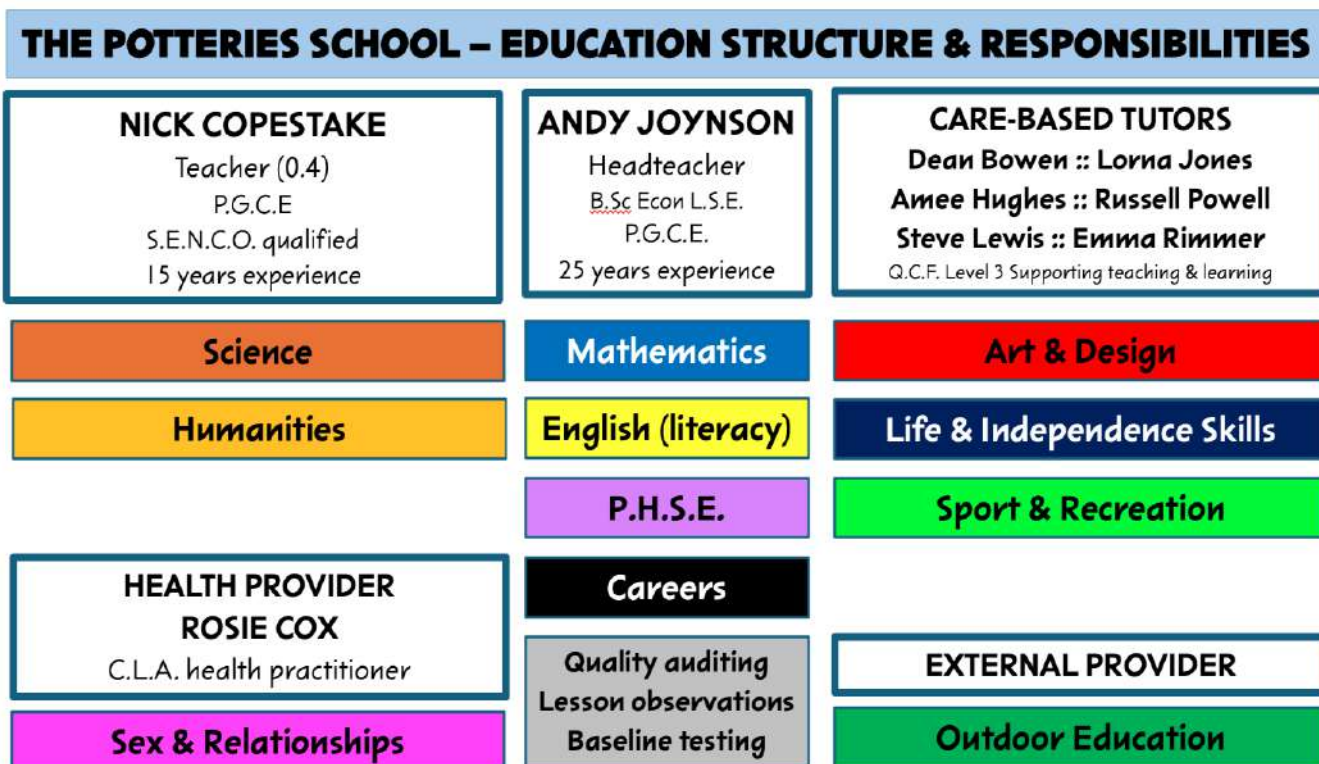 THE POTTERIES SCHOOL – EDUCATION STRUCTURE & RESPONSIBILITIES
NICK COPESTAKE
Teacher (0.4)
P.G.C.E
S.E.N.C.O. qualified
15 years experience
Science
Humanities
HEALTH PROVIDER
ROSIE COX
C.L.A. health practitioner
Sex & Relationships
ANDY JOYNSON
Headteacher
B.Sc Econ L.S.E.
P.G.C.E.
25 years experience
Mathematics
English (literacy)
P.H.S.E.
Careers
Quality auditing
Lesson observations
Baseline testing
CARE-BASED TUTORS
Dean Bowen :: Lorna Jones
Amee Hughes :: Russell Powell
Steve Lewis :: Emma Rimmer
Q.C.F. Level 3 Supporting teaching & learning
Art & Design
Life & Independence Skills
Sport & Recreation
EXTERNAL PROVIDER
Outdoor Education